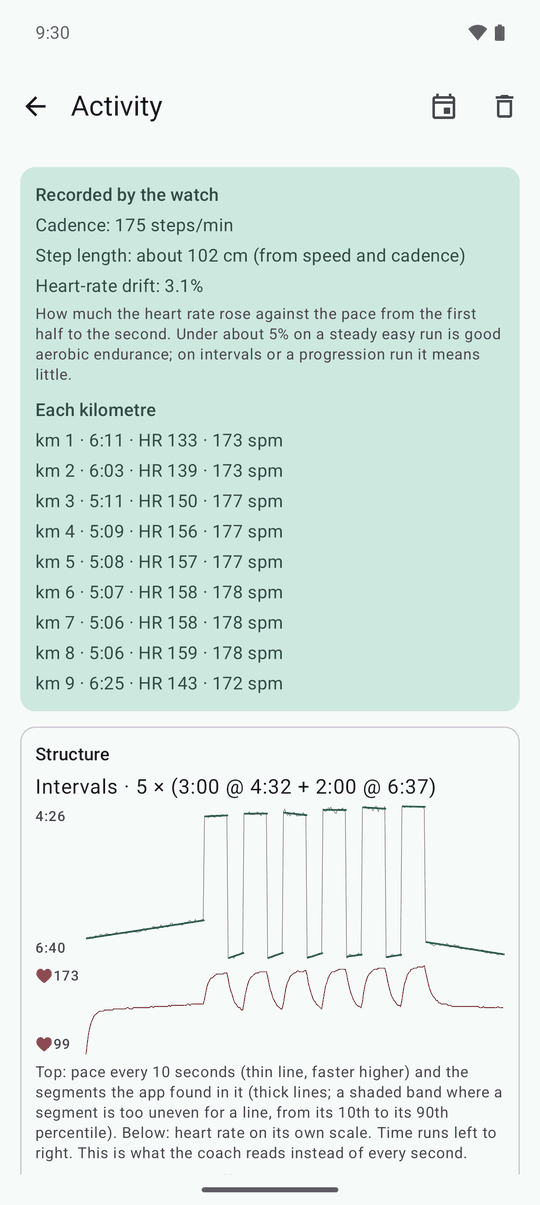 9:30
Activity
Recorded by the watch
Cadence: 175 steps/min
Step length: about 102 cm (from speed and cadence)
Heart-rate drift: 3.1%
How much the heart rate rose against the pace from the first
half to the second. Under about 5% on a steady easy run is good
aerobic endurance; on intervals or a progression run it means
little.
Each kilometre
km 1 · 6:11 · HR 133 · 173 spm
km 2 · 6:03 · HR 139 · 173 spm
km 3 · 5:11 · HR 150 · 177 spm
km 4 · 5:09 · HR 156 · 177 spm
km 5 · 5:08 · HR 157 · 177 spm
km 6 · 5:07 · HR 158 · 178 spm
km 7 · 5:06 · HR 158 · 178 spm
km 8 · 5:06 · HR 159 · 178 spm
km 9 · 6:25 · HR 143 · 172 spm
Structure
Intervals · 5 × (3:00 @ 4:32 + 2:00 @ 6:37)
4:26
6:40
173
99
Top: pace every 10 seconds (thin line, faster higher) and the
segments the app found in it (thick lines; a shaded band where a
segment is too uneven for a line, from its 10th to its 90th
percentile). Below: heart rate on its own scale. Time runs left to
right. This is what the coach reads instead of every second.